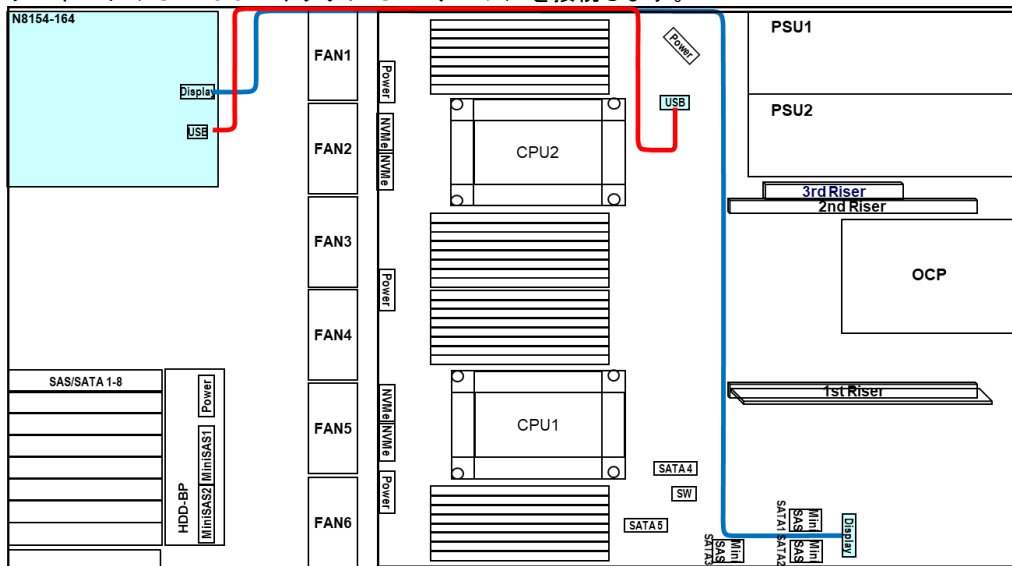 N8154-164
Display
USB
FAN1
FAN2
FAN3
FAN4
FAN5
FAN6
Power
NVMe
NVMe
Power
NVMe
NVMe
Power
CPU2
CPU1
Power
USB
PSU1
PSU2
3rd Riser
2nd Riser
OCP
1st Riser
SAS/SATA 1-8
HDD-BP
Power
MiniSAS1
MiniSAS2
SATA4
SW
SATA5
SATA3
Mini
SAS
SATA1
Mini
SAS
SATA2
Mini
SAS
Display